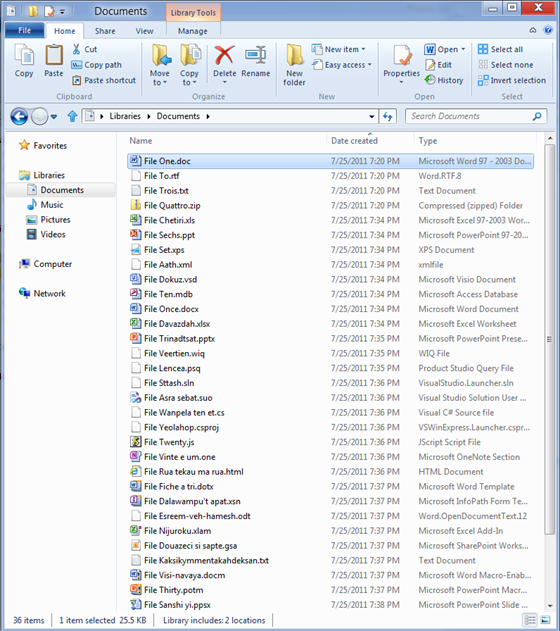 Documents
Library Tools
File Home Share View Manage
Copy
Paste
Cut
Copy path
Paste shortcut
Clipboard
Move to
Copy to
Delete
Rename
Organize
New folder
New item
Easy access
New
Properties
Open
Edit
History
Open
Select all
Select none
Invert selection
Select
Libraries Documents
Search Documents
Favorites
Libraries
Documents
Music
Pictures
Videos
Computer
Network
Name Date created Type
File One.doc 7/25/2011 7:20 PM Microsoft Word 97 - 2003 Do...
File To.rtf 7/25/2011 7:20 PM Word.RTF.8
File Trois.txt 7/25/2011 7:20 PM Text Document
File Quattro.zip 7/25/2011 7:20 PM Compressed (zipped) Folder
File Chetiri.xls 7/25/2011 7:34 PM Microsoft Excel 97-2003 Wor...
File Sechs.ppt 7/25/2011 7:34 PM Microsoft PowerPoint 97-20...
File Set.xps 7/25/2011 7:34 PM XPS Document
File Aath.xml 7/25/2011 7:34 PM xmlfile
File Dokuz.vsd 7/25/2011 7:34 PM Microsoft Visio Document
File Ten.mdb 7/25/2011 7:34 PM Microsoft Access Database
File Once.docx 7/25/2011 7:34 PM Microsoft Word Document
File Davazdah.xlsx 7/25/2011 7:34 PM Microsoft Excel Worksheet
File Trinadtsat.pptx 7/25/2011 7:35 PM Microsoft PowerPoint Prese...
File Veertien.wiq 7/25/2011 7:35 PM WIQ File
File Lencea.psq 7/25/2011 7:35 PM Product Studio Query File
File Sttash.sln 7/25/2011 7:36 PM VisualStudio.Launcher.sln
File Asra sebat.suo 7/25/2011 7:36 PM Visual Studio Solution User ...
File Wanpela ten et.cs 7/25/2011 7:36 PM Visual C# Source file
File Yeolahop.csproj 7/25/2011 7:36 PM VSWinExpress.Launcher.cspr...
File Twenty.js 7/25/2011 7:36 PM JScript Script File
File Vinte e um.one 7/25/2011 7:36 PM Microsoft OneNote Section
File Rua tekau ma rua.html 7/25/2011 7:36 PM HTML Document
File Fiche a tri.dotx 7/25/2011 7:37 PM Microsoft Word Template
File Dalawampu't apat.xsn 7/25/2011 7:37 PM Microsoft InfoPath Form Te...
File Esreem-veh-hamesh.odt 7/25/2011 7:37 PM Word.OpenDocumentText.12
File Nijuroku.xlam 7/25/2011 7:37 PM Microsoft Excel Add-In
File Douazeci si sapte.gsa 7/25/2011 7:37 PM Microsoft SharePoint Works...
File Kaksikymmentakahdeksan.txt 7/25/2011 7:37 PM Text Document
File Visi-navaya.docm 7/25/2011 7:37 PM Microsoft Word Macro-Enab...
File Thirty.potm 7/25/2011 7:37 PM Microsoft PowerPoint Macr...
File Sanshi yi.ppsx 7/25/2011 7:38 PM Microsoft PowerPoint Slide ...
36 items 1 item selected 25.5 KB Library includes: 2 locations